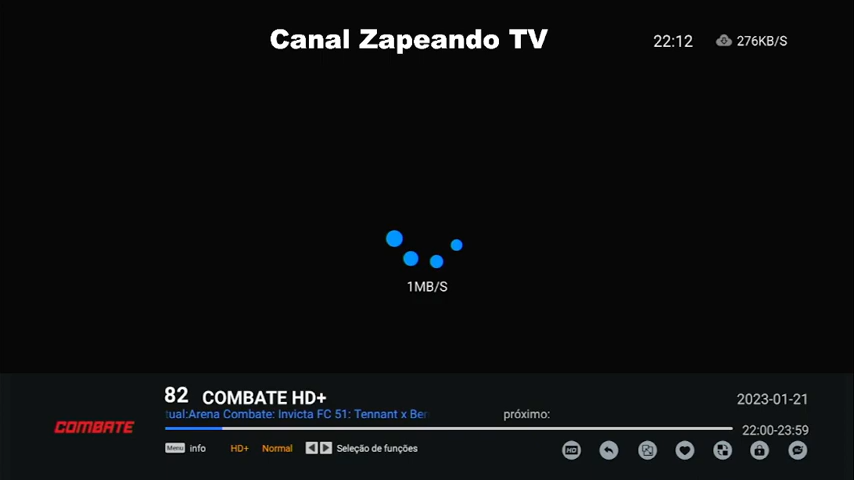 Canal Zapeando TV
22:12
276KB/S
1MB/S
82 COMBATE HD+
2023-01-21
tual:Arena Combate: Invicta FC 51: Tennant x Ber
próximo:
COMBATE
22:00-23:59
Menu info HD+ Normal Seleção de funções
HD